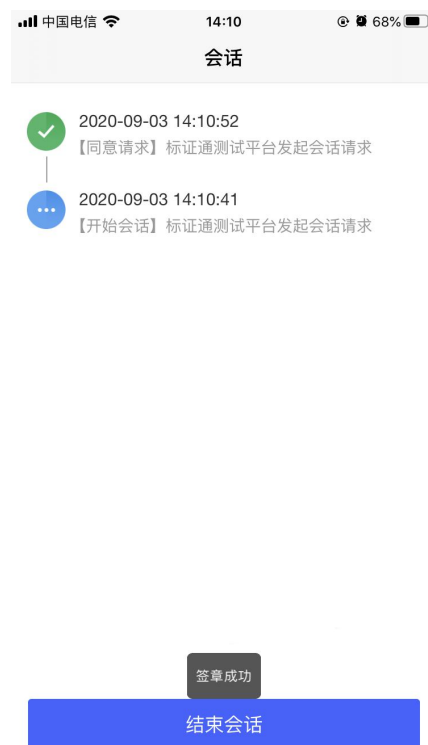 中国电信 14:10 68%
会话
2020-09-03 14:10:52
【同意请求】标证通测试平台发起会话请求
2020-09-03 14:10:41
【开始会话】标证通测试平台发起会话请求
签章成功
结束会话